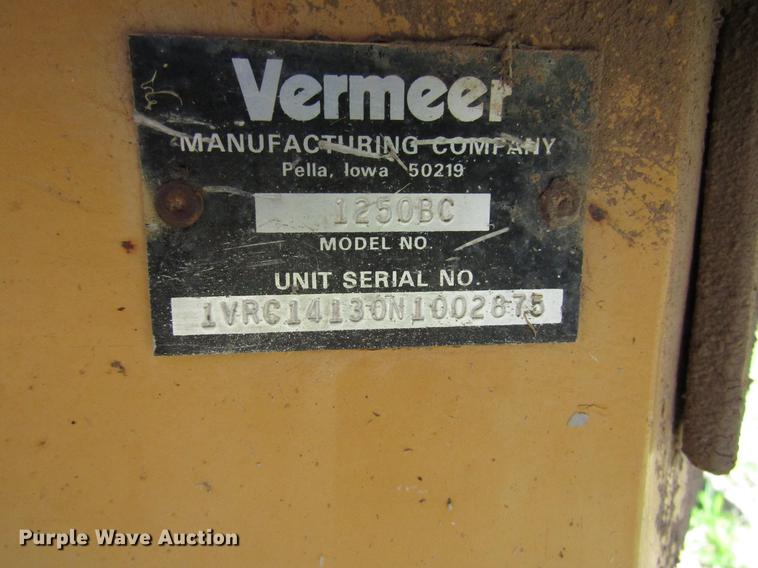 Vermeer
MANUFACTURING COMPANY
Pella, Iowa 50219
1250BC
MODEL NO
UNIT SERIAL NO.
1VRC14130N1002875
Purple Wave Auction